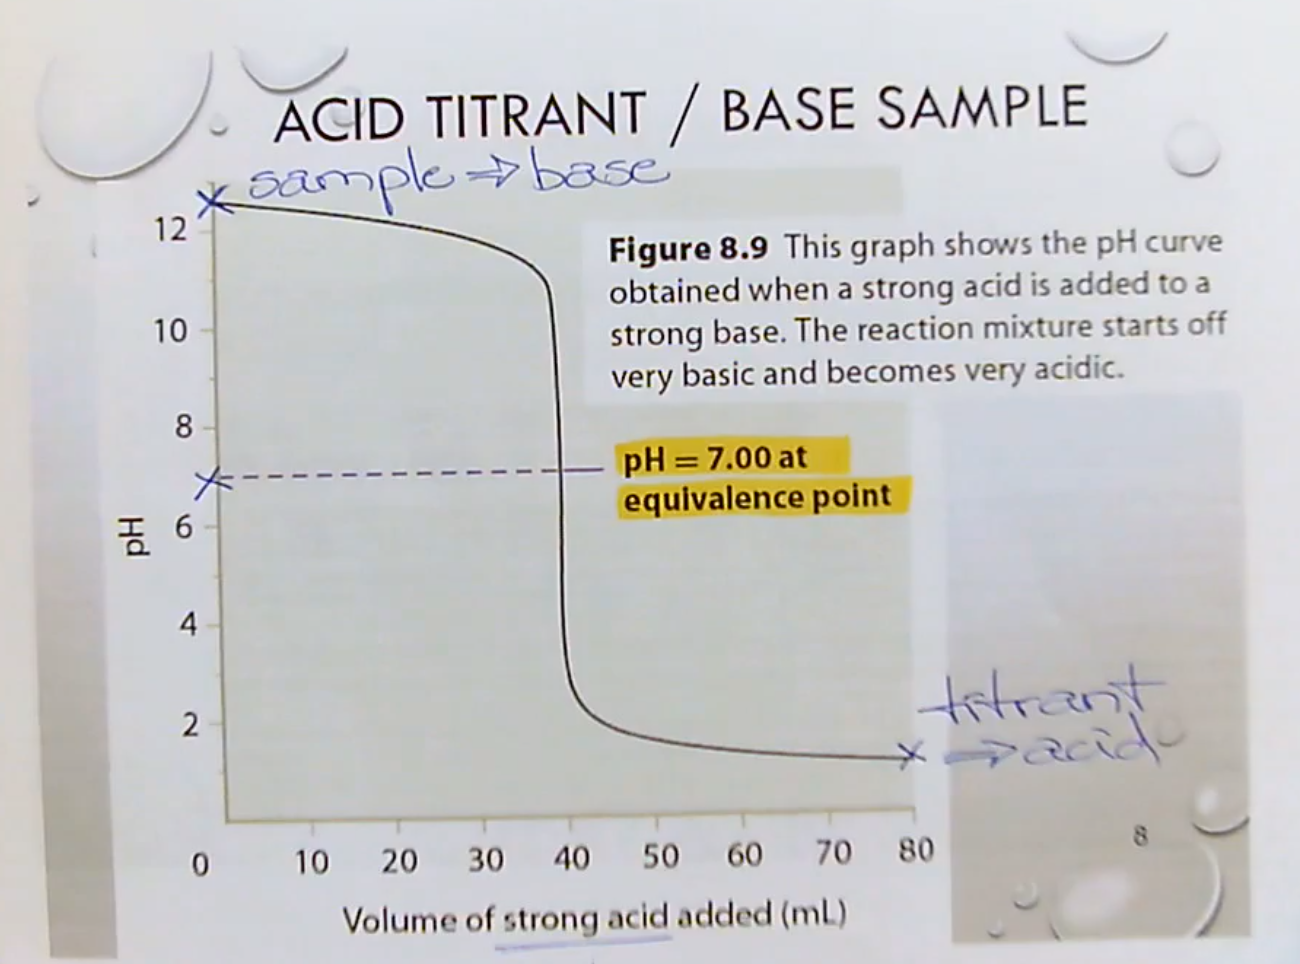 ACID TITRANT / BASE SAMPLE
sample ⇒ base
12
10
8
6
4
2
pH
Figure 8.9 This graph shows the pH curve
obtained when a strong acid is added to a
strong base. The reaction mixture starts off
very basic and becomes very acidic.
pH = 7.00 at
equivalence point
titrant
⇒ acid
8
0 10 20 30 40 50 60 70 80
Volume of strong acid added (mL)